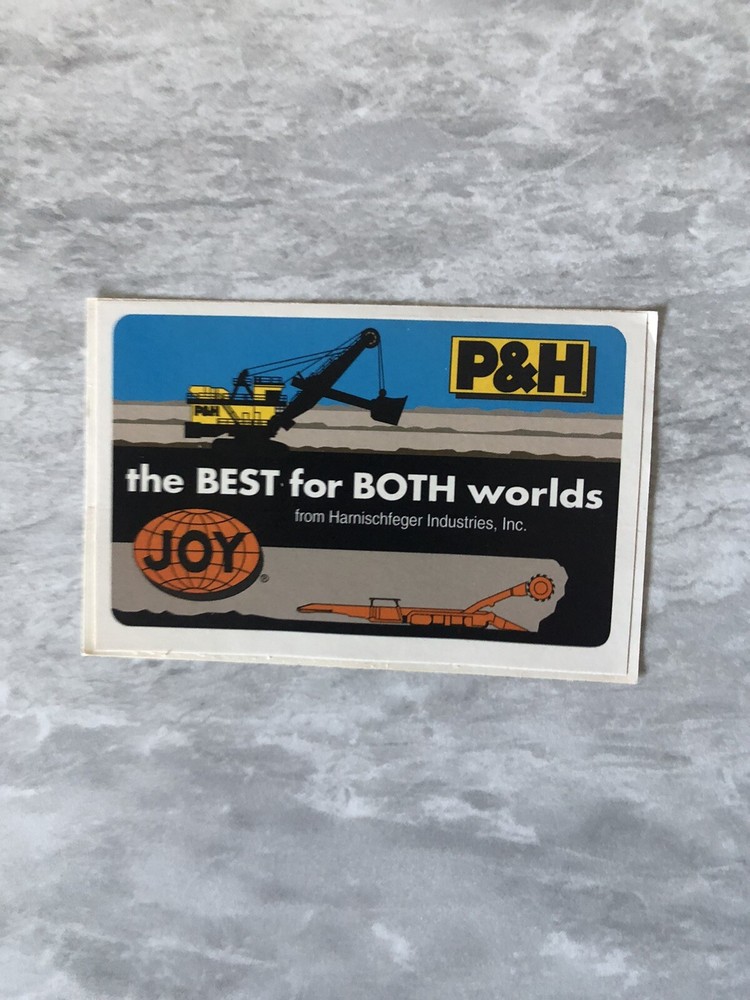 P&H
P&H
the BEST for BOTH worlds
from Harnischfeger Industries, Inc.
JOY®